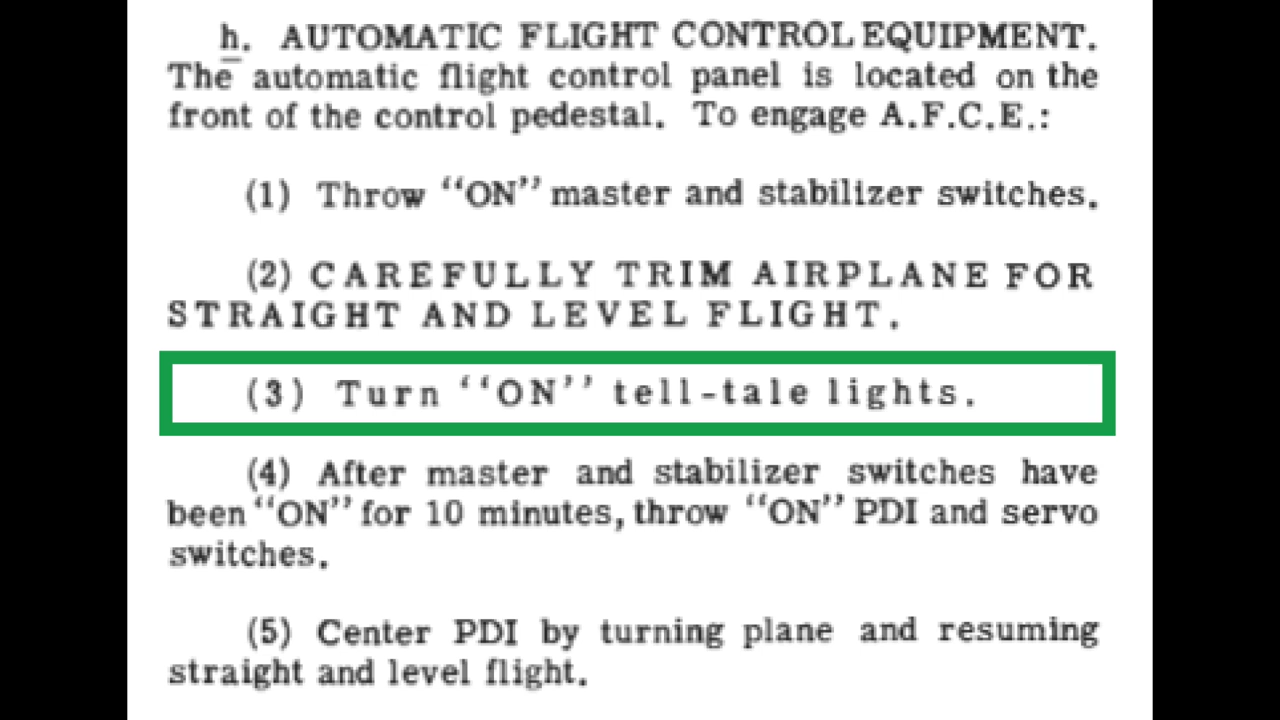 h. AUTOMATIC FLIGHT CONTROL EQUIPMENT.
The automatic flight control panel is located on the
front of the control pedestal. To engage A.F.C.E.:
(1) Throw "ON" master and stabilizer switches.
(2) CAREFULLY TRIM AIRPLANE FOR
STRAIGHT AND LEVEL FLIGHT.
(3) Turn "ON" tell-tale lights.
(4) After master and stabilizer switches have
been "ON" for 10 minutes, throw "ON" PDI and servo
switches.
(5) Center PDI by turning plane and resuming
straight and level flight.